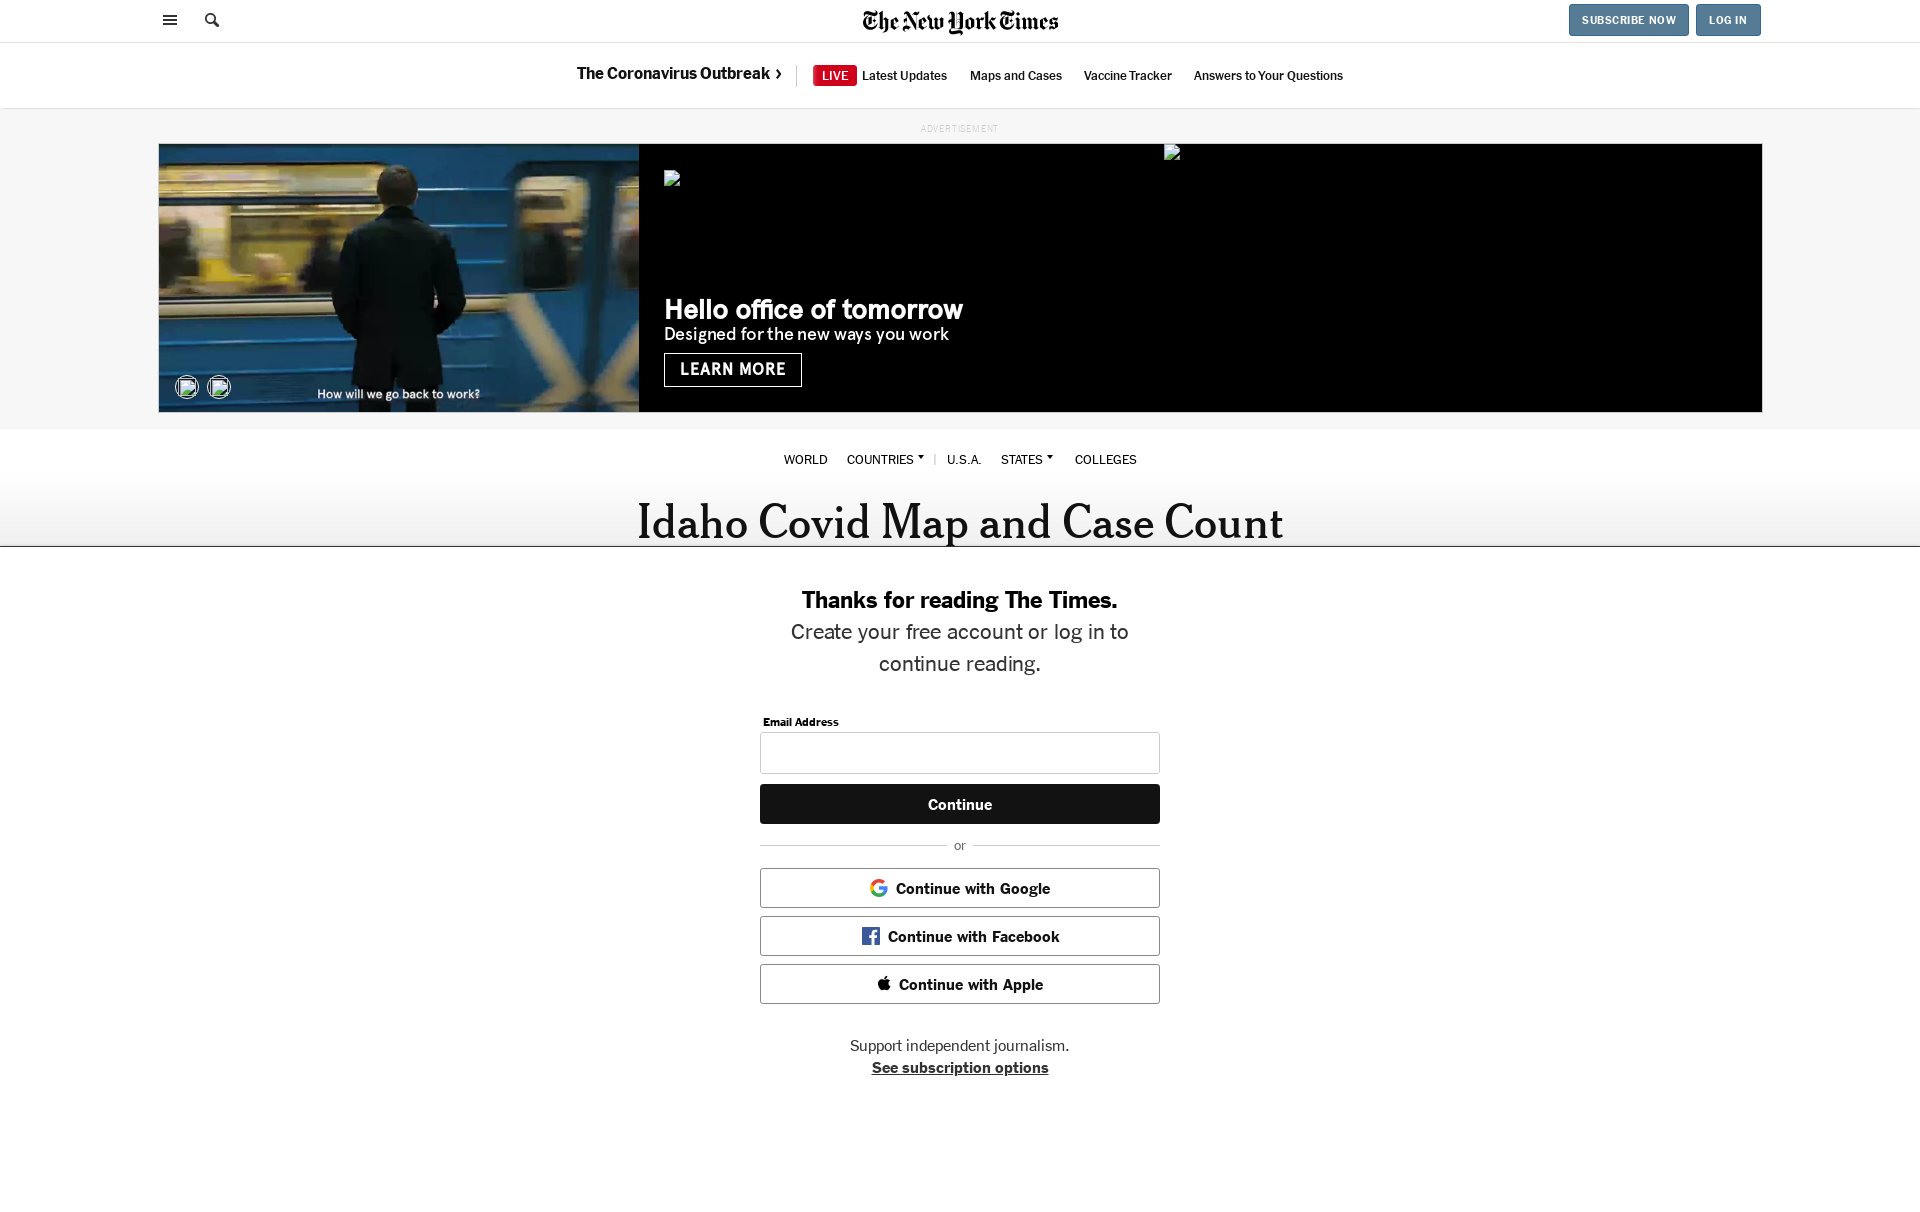 The New York Times
SUBSCRIBE NOW
LOG IN
The Coronavirus Outbreak ›
LIVE Latest Updates
Maps and Cases
Vaccine Tracker
Answers to Your Questions
ADVERTISEMENT
How will we go back to work?
Hello office of tomorrow
Designed for the new ways you work
LEARN MORE
WORLD COUNTRIES | U.S.A. STATES COLLEGES
Idaho Covid Map and Case Count
Thanks for reading The Times.
Create your free account or log in to
continue reading.
Email Address
Continue
or
Continue with Google
Continue with Facebook
Continue with Apple
Support independent journalism.
See subscription options